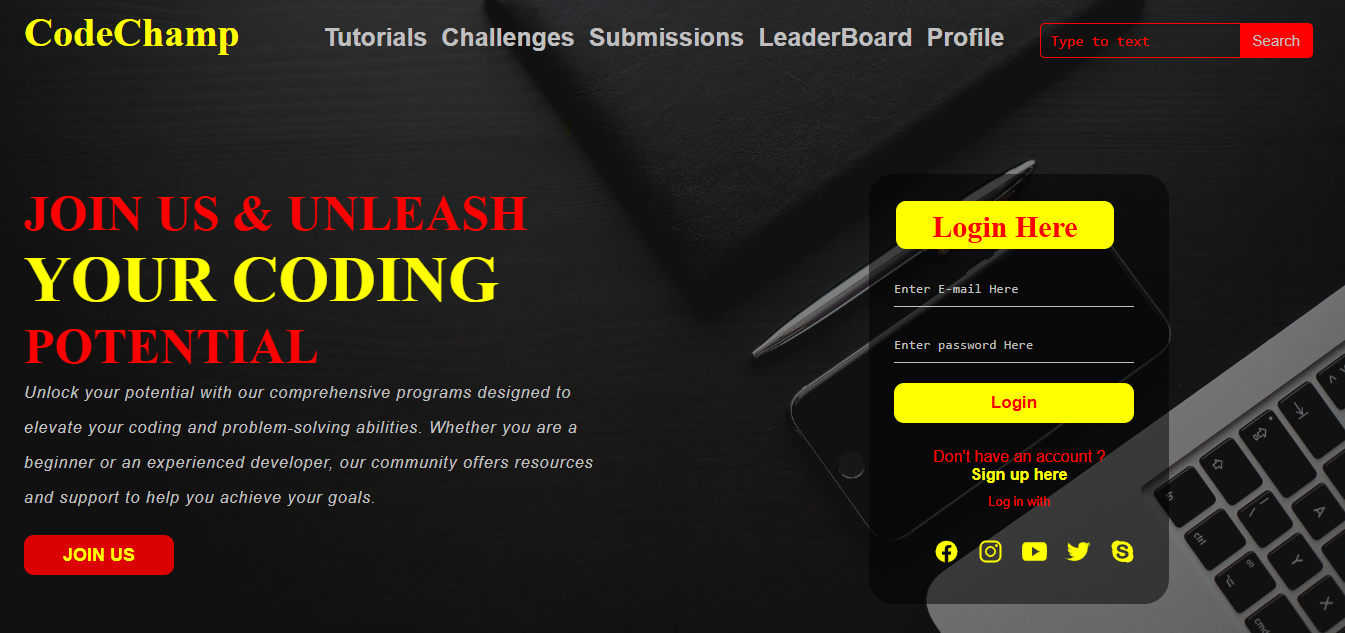 CodeChamp
Tutorials Challenges Submissions LeaderBoard Profile
Type to text
Search
JOIN US & UNLEASH
YOUR CODING
POTENTIAL
Unlock your potential with our comprehensive programs designed to
elevate your coding and problem-solving abilities. Whether you are a
beginner or an experienced developer, our community offers resources
and support to help you achieve your goals.
JOIN US
Login Here
Enter E-mail Here
Enter password Here
Login
Don't have an account ?
Sign up here
Log in with
ctrl
alt
cmd
A
Y
X